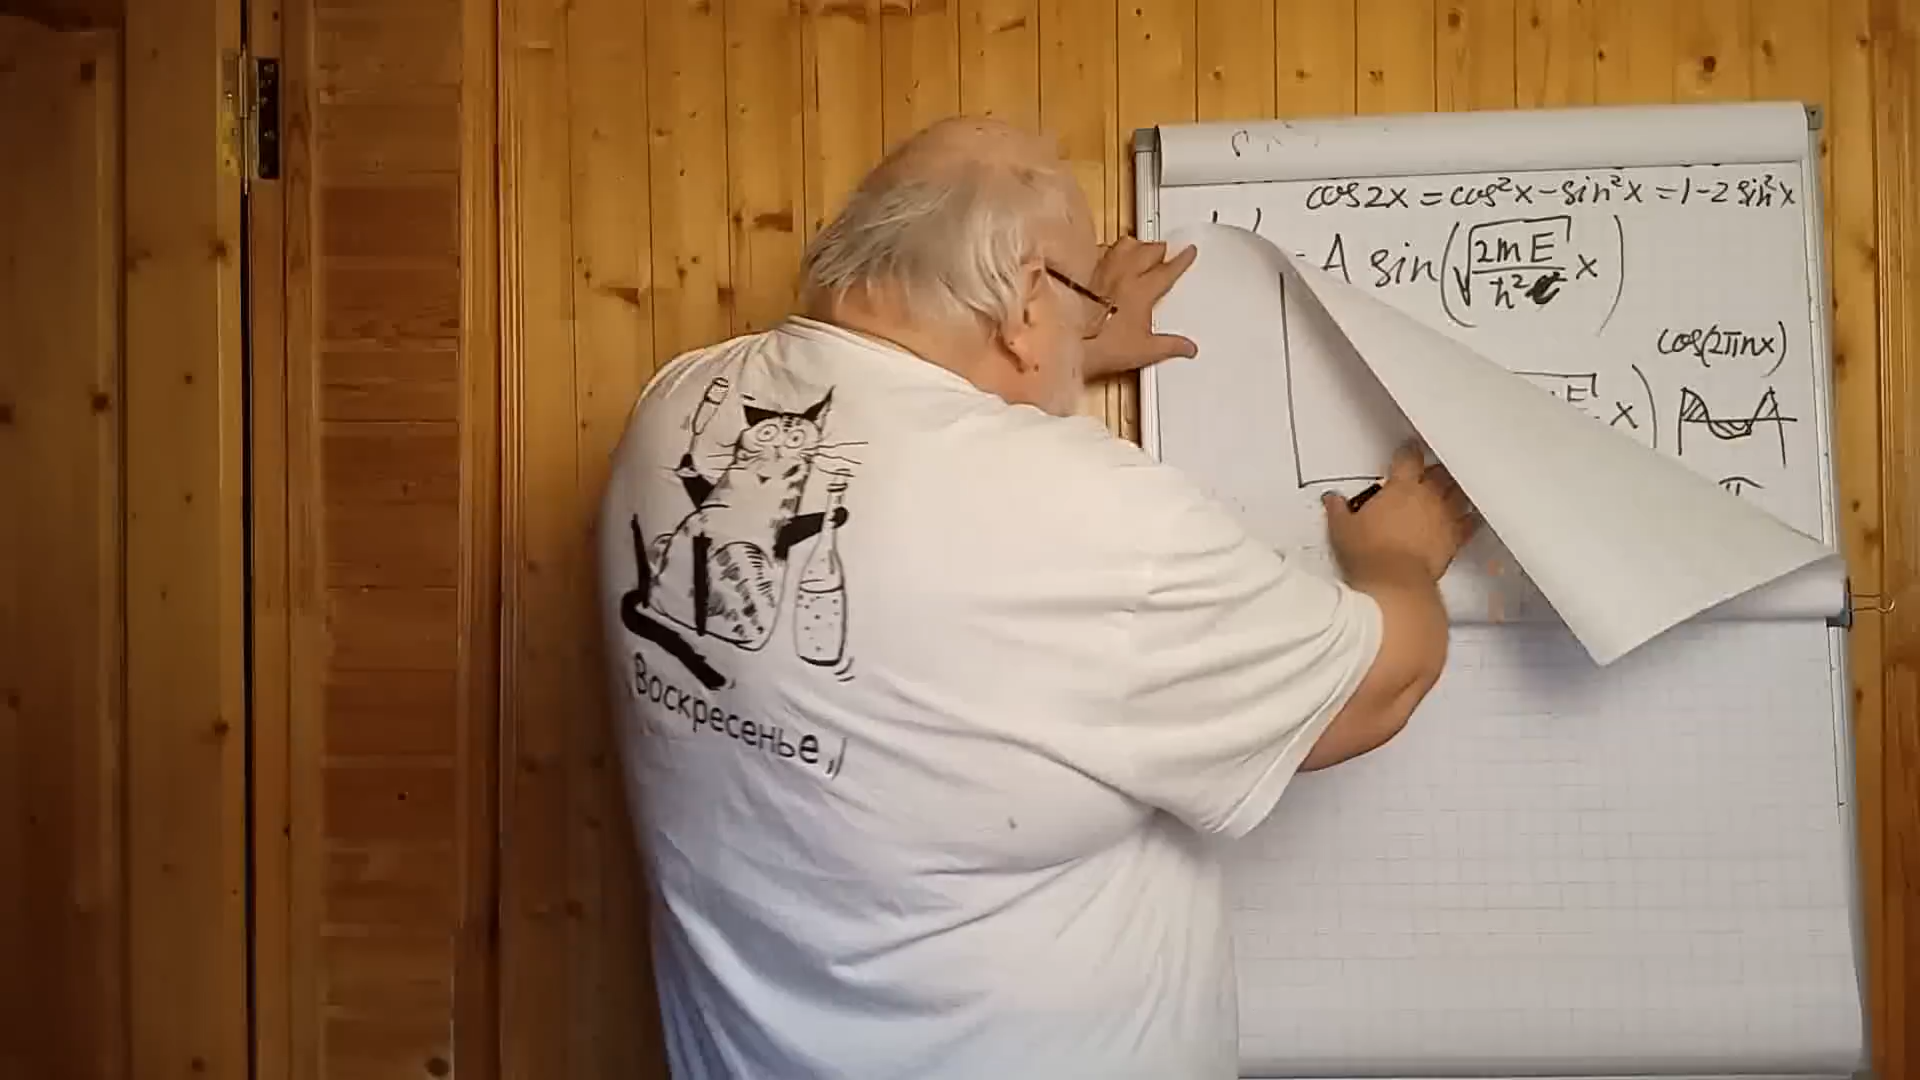 cos2x = cos²x – sin²x = 1 – 2 sin²x
= A sin(√(2mE/ħ²) x)
cos(2πnx)
E
x)
π
Воскресенье,)